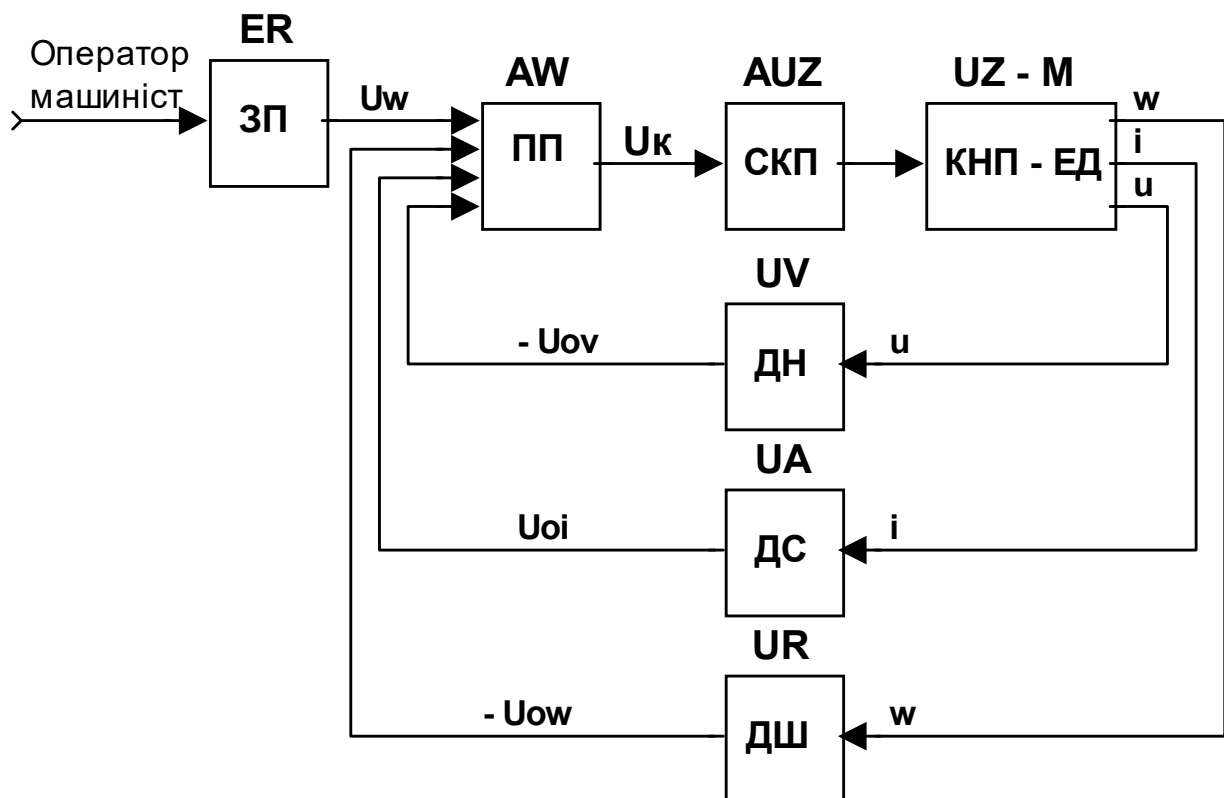 ER
Оператор
машиніст
ЗП
Uw
AW
ПП
Uк
AUZ
СКП
UZ - M
КНП - ЕД
w
i
u
UV
- Uov
ДН
u
UA
Uoi
ДС
i
UR
- Uow
ДШ
w